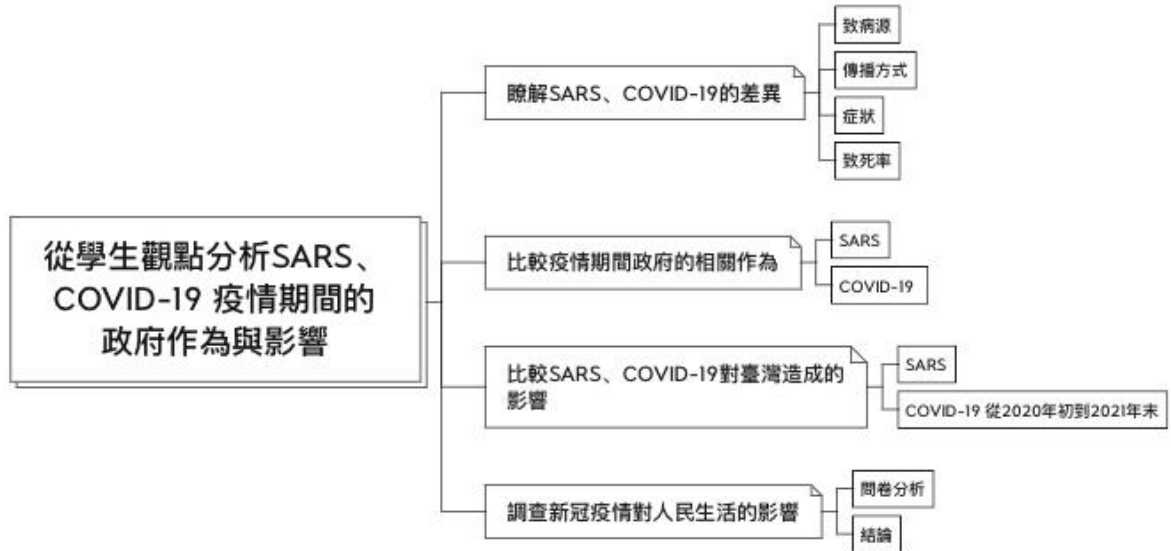 從學生觀點分析SARS、
COVID-19 疫情期間的
政府作為與影響
瞭解SARS、COVID-19的差異
致病源
傳播方式
症狀
致死率
比較疫情期間政府的相關作為
SARS
COVID-19
比較SARS、COVID-19對臺灣造成的
影響
SARS
COVID-19 從2020年初到2021年末
調查新冠疫情對人民生活的影響
問卷分析
結論